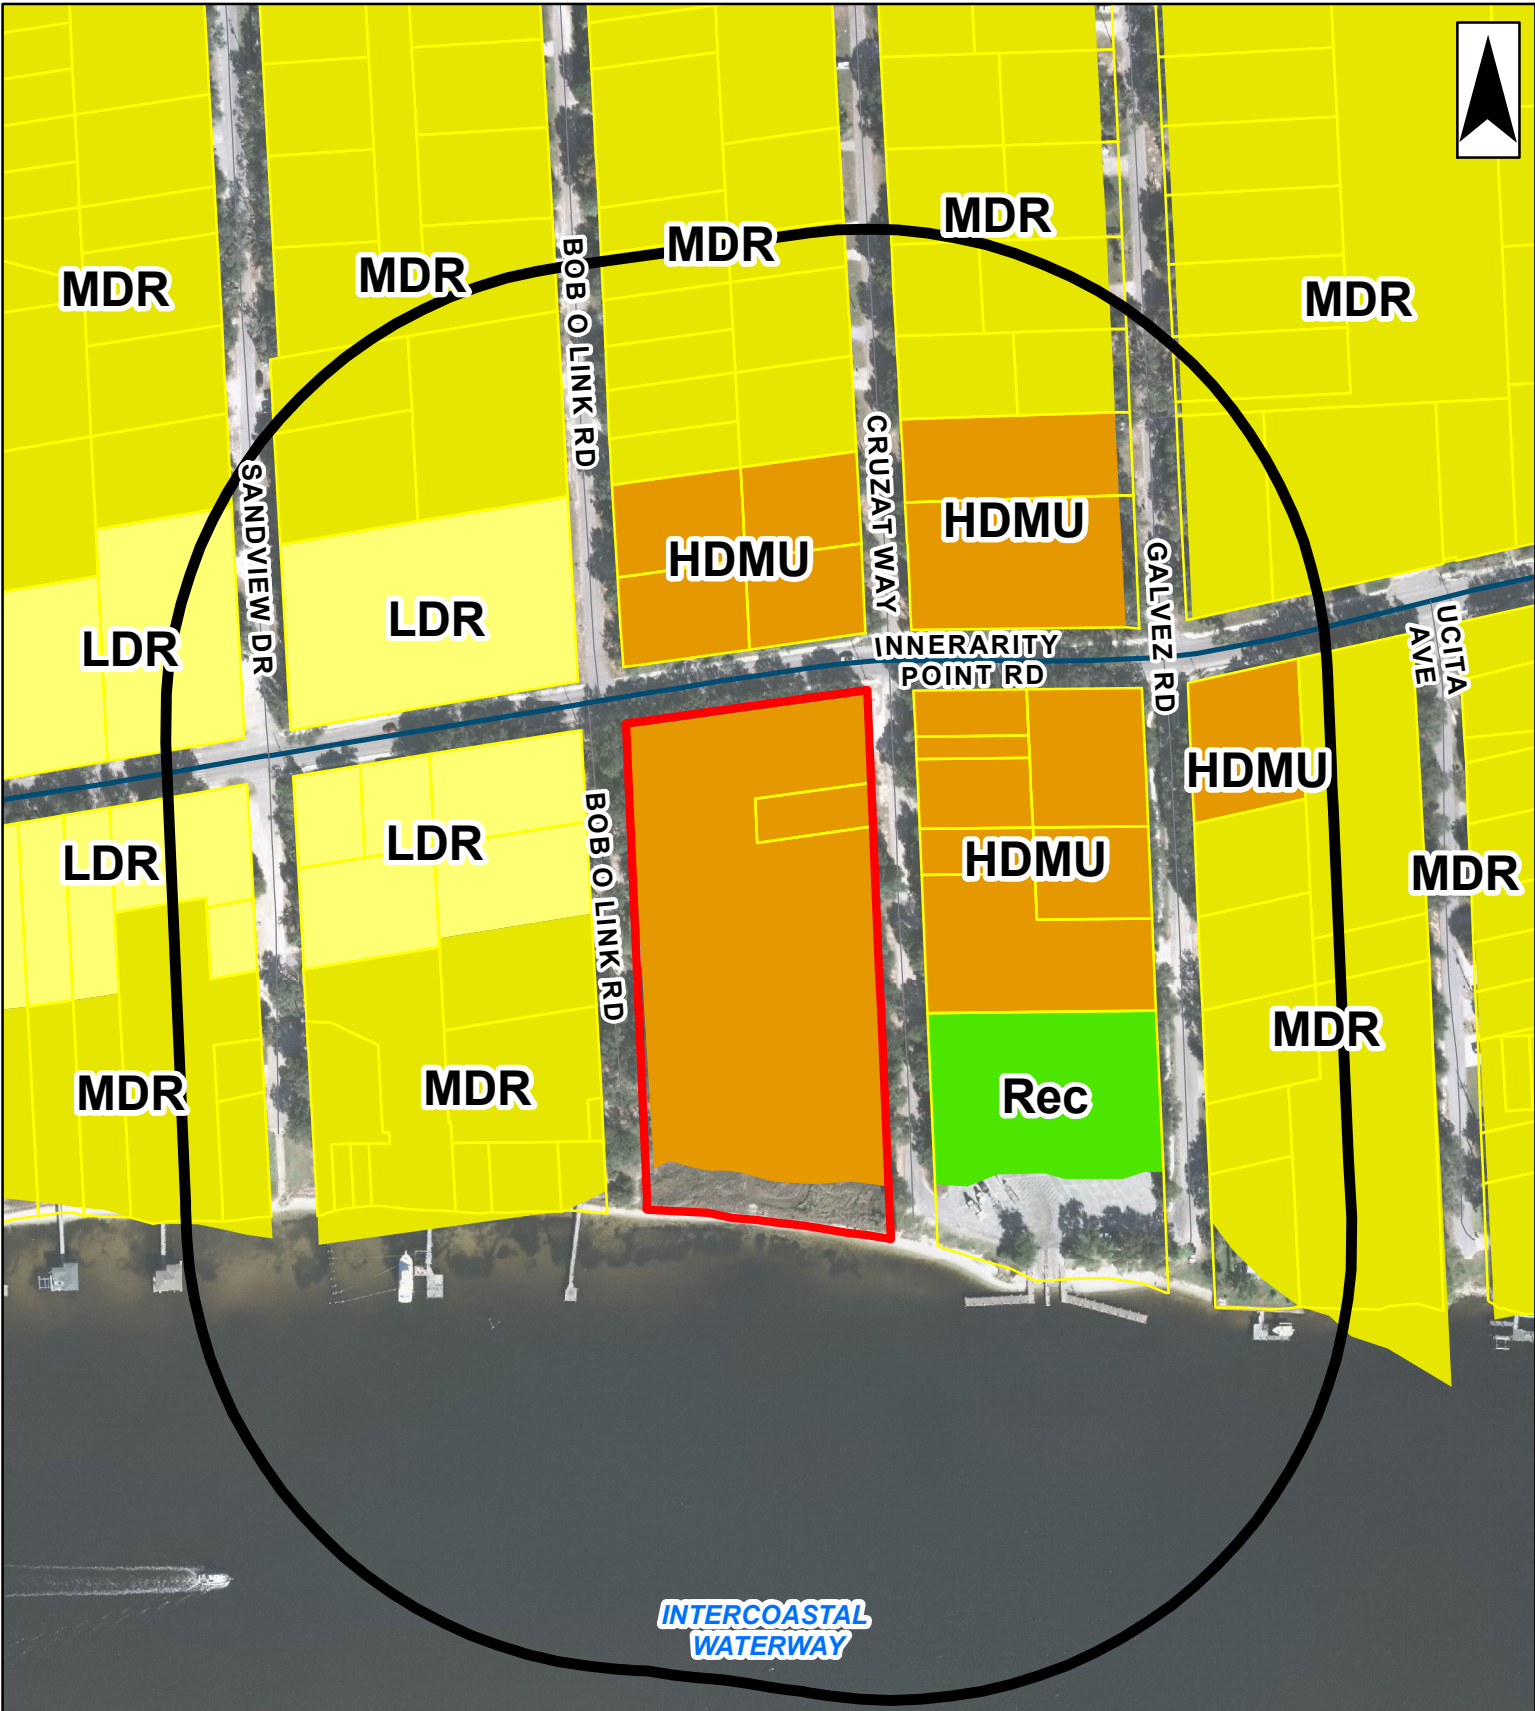 MDR
MDR
MDR
MDR
MDR
BOB O LINK RD
CRUZAT WAY
SANDVIEW DR
HDMU
HDMU
GALVEZ RD
LDR
LDR
INNERARITY
POINT RD
UCITA
AVE
HDMU
LDR
LDR
BOB O LINK RD
HDMU
MDR
MDR
MDR
MDR
Rec
INTERCOASTAL
WATERWAY